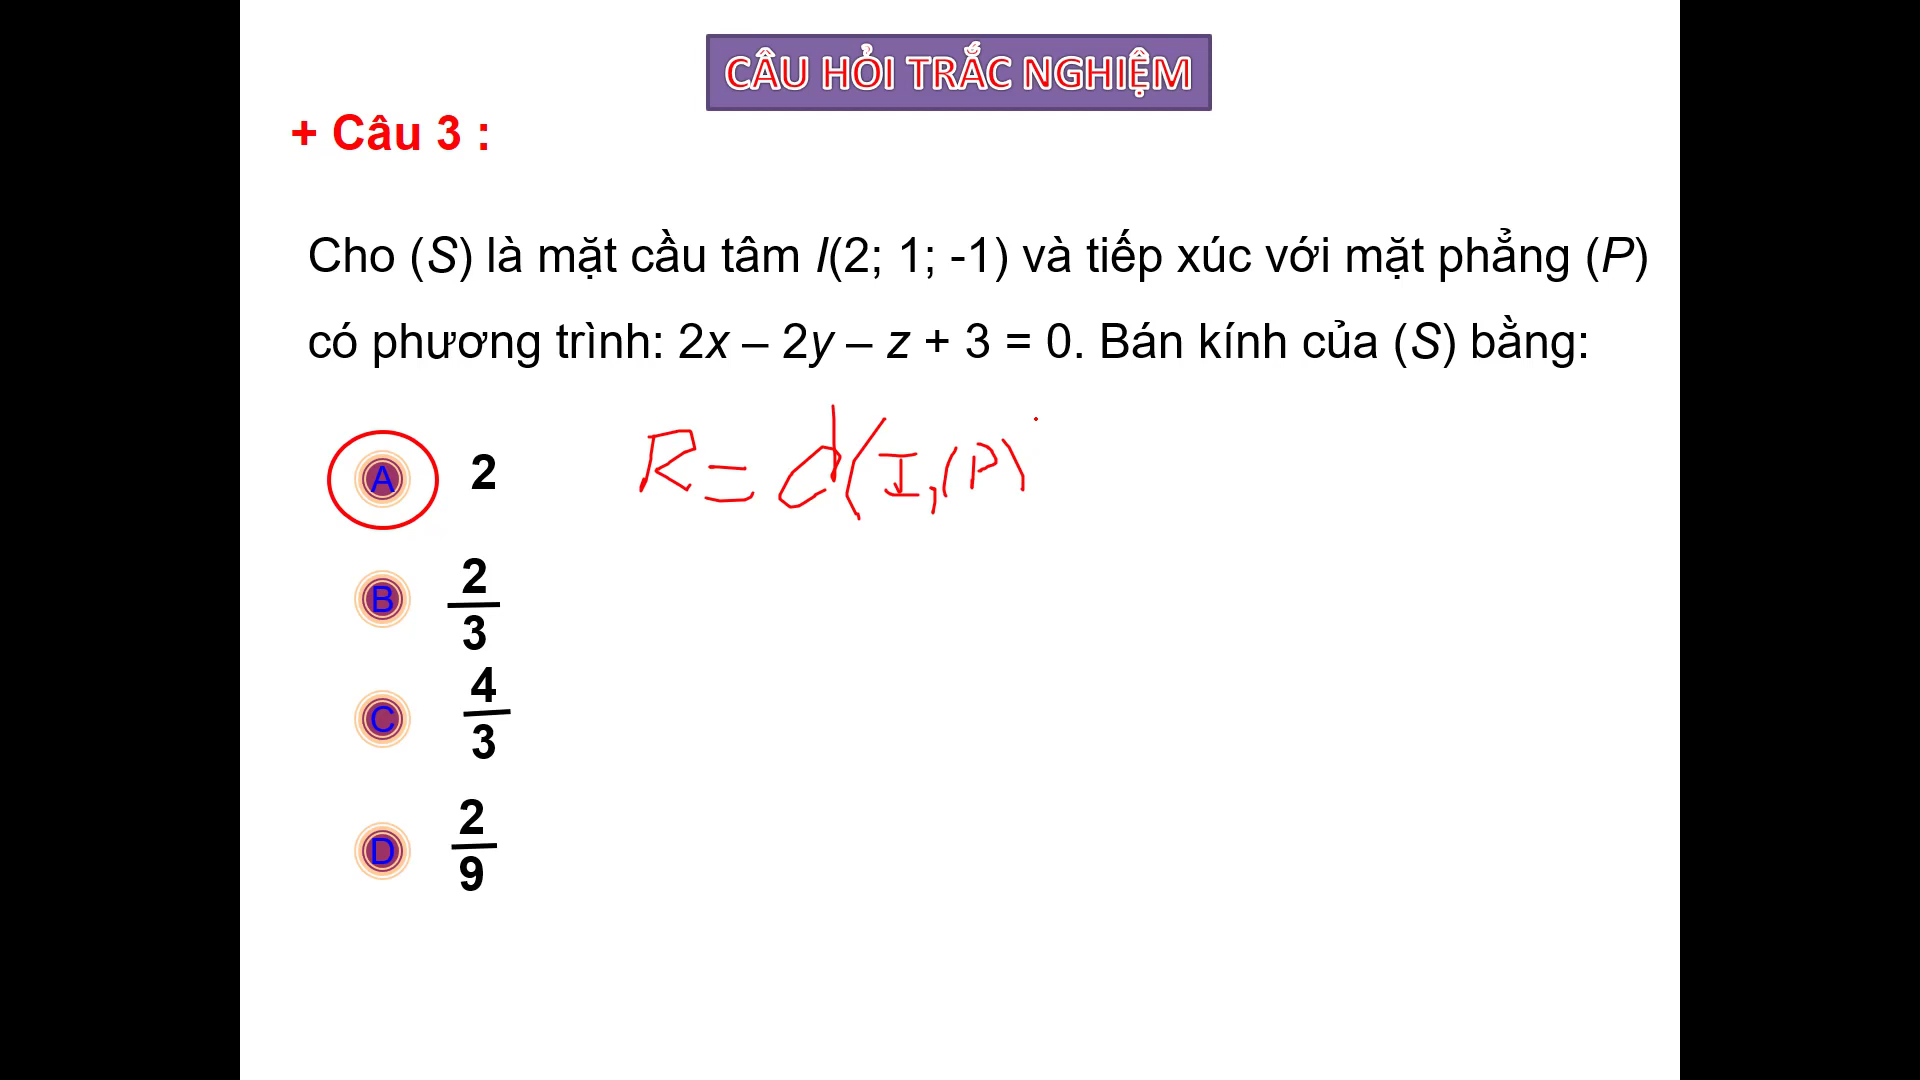 CÂU HỎI TRẮC NGHIỆM
+ Câu 3 :
Cho (S) là mặt cầu tâm I(2; 1; -1) và tiếp xúc với mặt phẳng (P)
có phương trình: 2x – 2y – z + 3 = 0. Bán kính của (S) bằng:
R = d(I,(P)
A 2
B 2/3
C 4/3
D 2/9